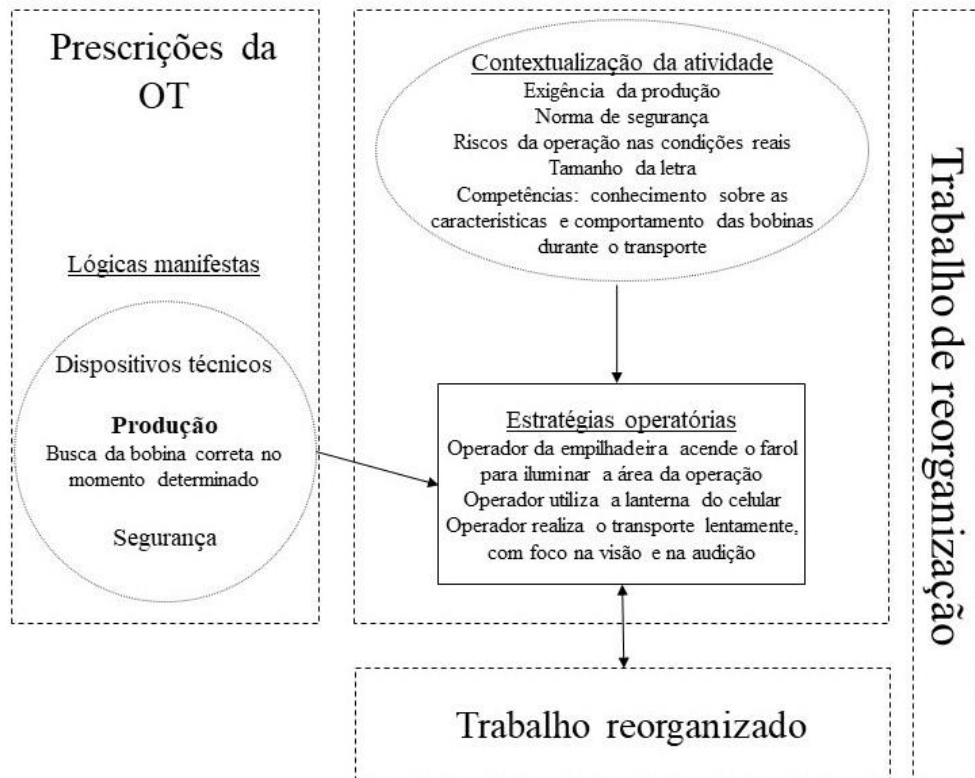 Prescrições da
OT
Lógicas manifestas
Dispositivos técnicos
Produção
Busca da bobina correta no
momento determinado
Segurança
Contextualização da atividade
Exigência da produção
Norma de segurança
Riscos da operação nas condições reais
Tamanho da letra
Competências: conhecimento sobre as
características e comportamento das bobinas
durante o transporte
Estratégias operatórias
Operador da empilhadeira acende o farol
para iluminar a área da operação
Operador utiliza a lanterna do celular
Operador realiza o transporte lentamente,
com foco na visão e na audição
Trabalho reorganizado
Trabalho de reorganização